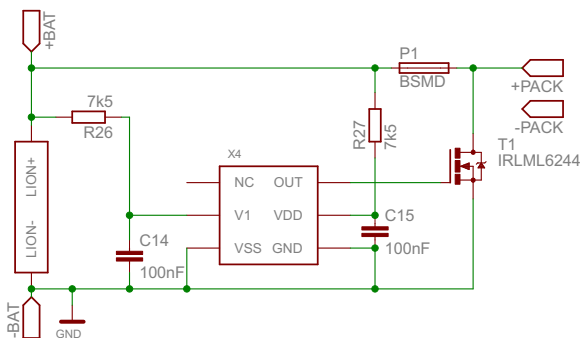 +BAT
P1
BSMD
+PACK
-PACK
7k5
R26
R27
7k5
T1
IRLML6244
X4
LION+
LION-
NC
OUT
V1
VDD
VSS
GND
C14
100nF
C15
100nF
-BAT
GND